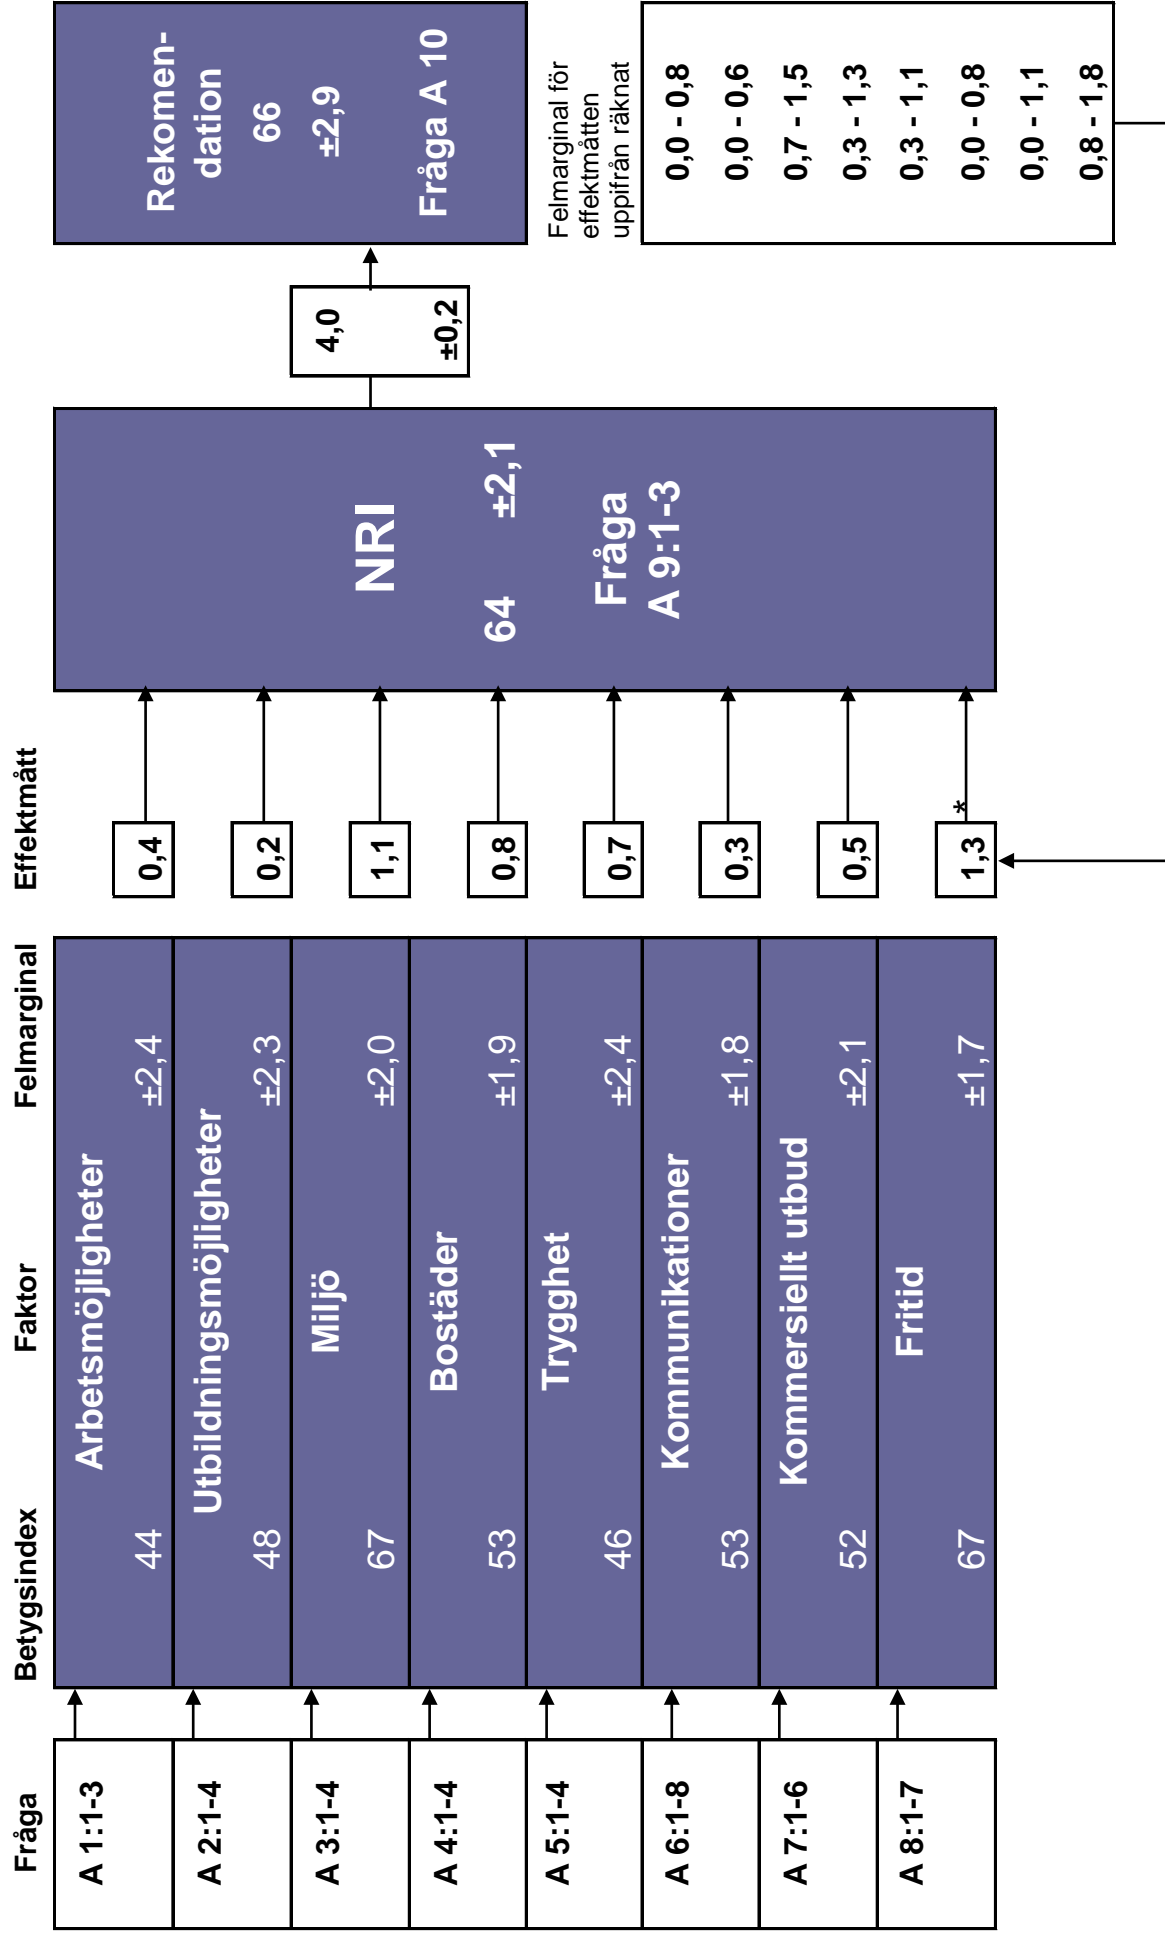 Fråga Betygsindex Faktor Felmarginal Effektmått
A 1:1-3
Arbetsmöjligheter
44 ±2,4
0,4
A 2:1-4
Utbildningsmöjligheter
48 ±2,3
0,2
A 3:1-4
Miljö
67 ±2,0
1,1
A 4:1-4
Bostäder
53 ±1,9
0,8
A 5:1-4
Trygghet
46 ±2,4
0,7
A 6:1-8
Kommunikationer
53 ±1,8
0,3
A 7:1-6
Kommersiellt utbud
52 ±2,1
0,5
A 8:1-7
Fritid
67 ±1,7
1,3 *
NRI
64 ±2,1
Fråga
A 9:1-3
4,0
±0,2
Rekomen-
dation
66
±2,9
Fråga A 10
Felmarginal för
effektmåtten
uppifrån räknat
0,0 - 0,8
0,0 - 0,6
0,7 - 1,5
0,3 - 1,3
0,3 - 1,1
0,0 - 0,8
0,0 - 1,1
0,8 - 1,8